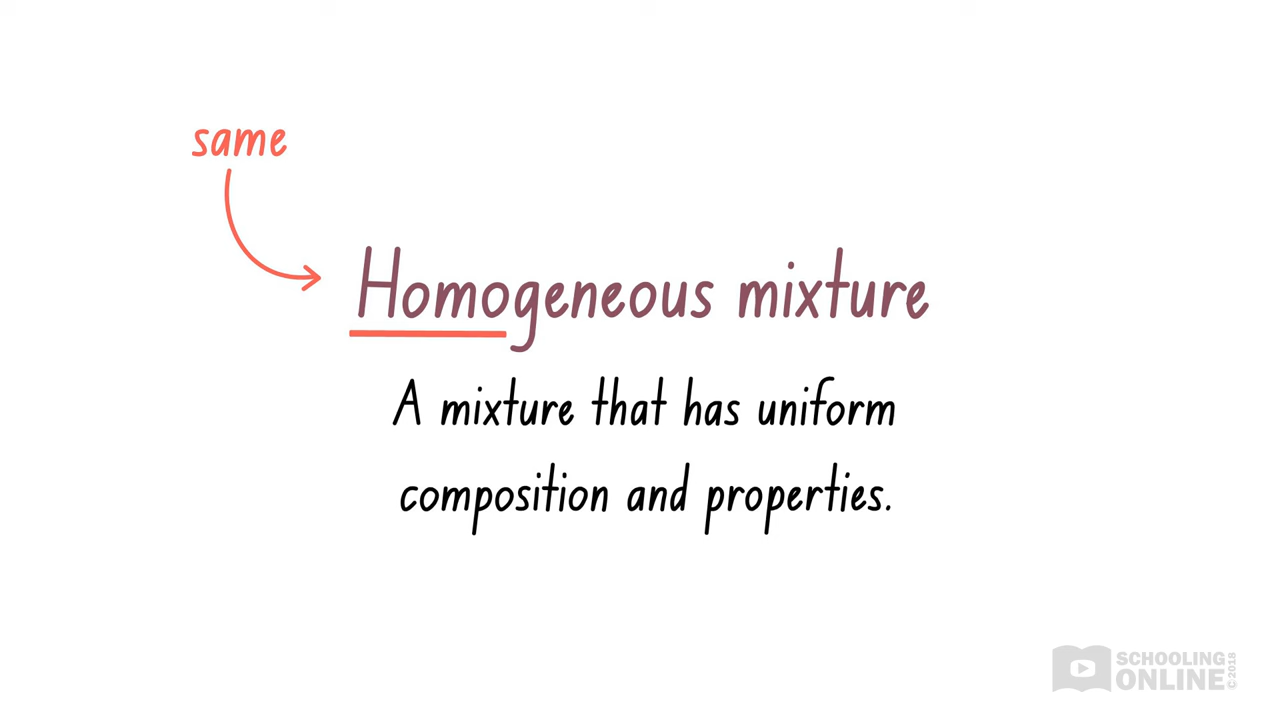 same
Homogeneous mixture
A mixture that has uniform
composition and properties.
SCHOOLING
ONLINE
©2018